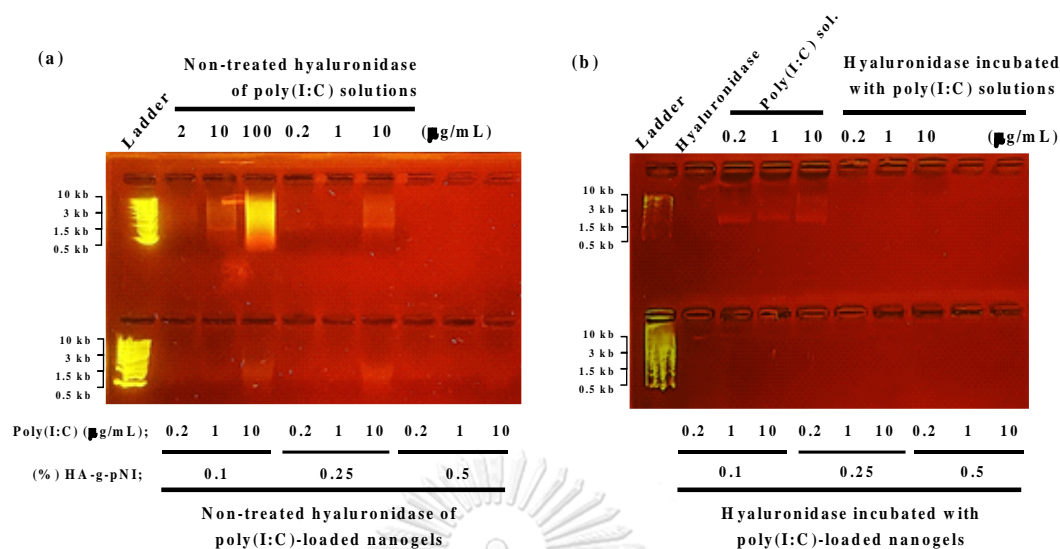 (a)
Non-treated hyaluronidase
of poly(I:C) solutions
Ladder
2 10 100 0.2 1 10 (μg/mL)
10 kb
3 kb
1.5 kb
0.5 kb
10 kb
3 kb
1.5 kb
0.5 kb
Poly(I:C) (μg/mL); 0.2 1 10 0.2 1 10 0.2 1 10
(%) HA-g-pNI; 0.1 0.25 0.5
Non-treated hyaluronidase of
poly(I:C)-loaded nanogels
(b)
Ladder
Hyaluronidase
Poly(I:C) sol.
Hyaluronidase incubated
with poly(I:C) solutions
0.2 1 10 0.2 1 10 (μg/mL)
10 kb
3 kb
1.5 kb
0.5 kb
10 kb
3 kb
1.5 kb
0.5 kb
0.2 1 10 0.2 1 10 0.2 1 10
0.1 0.25 0.5
Hyaluronidase incubated with
poly(I:C)-loaded nanogels